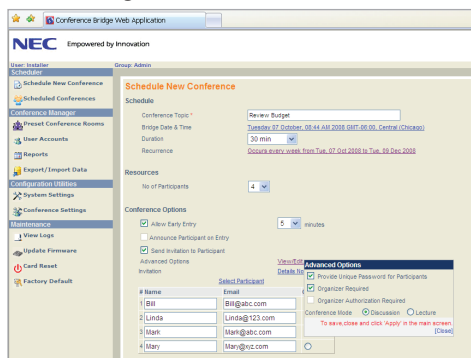 Conference Bridge Web Application
NEC Empowered by Innovation
User: Installer Group: Admin
Scheduler
Schedule New Conference
Scheduled Conferences
Conference Manager
Preset Conference Rooms
User Accounts
Reports
Export/Import Data
Configuration Utilities
System Settings
Conference Settings
Maintenance
View Logs
Update Firmware
Card Reset
Factory Default
Schedule New Conference
Schedule
Conference Topic * Review Budget
Bridge Date & Time Tuesday 07 October, 08:44 AM 2008 GMT-06:00, Central (Chicago)
Duration 30 min
Recurrence Occurs every week from Tue, 07 Oct 2008 to Tue, 09 Dec 2008
Resources
No of Participants 4
Conference Options
Allow Early Entry 5 minutes
Announce Participant on Entry
Send Invitation to Participant
Advanced Options View/Edit
Invitation Details No
Select Participant
# Name Email
1 Bill Bill@abc.com
2 Linda Linda@123.com
3 Mark Mark@abc.com
4 Mary Mary@xyz.com
Advanced Options
Provide Unique Password for Participants
Organizer Required
Organizer Authorization Required
Conference Mode Discussion Lecture
To save,close and click 'Apply' in the main screen
[Close]